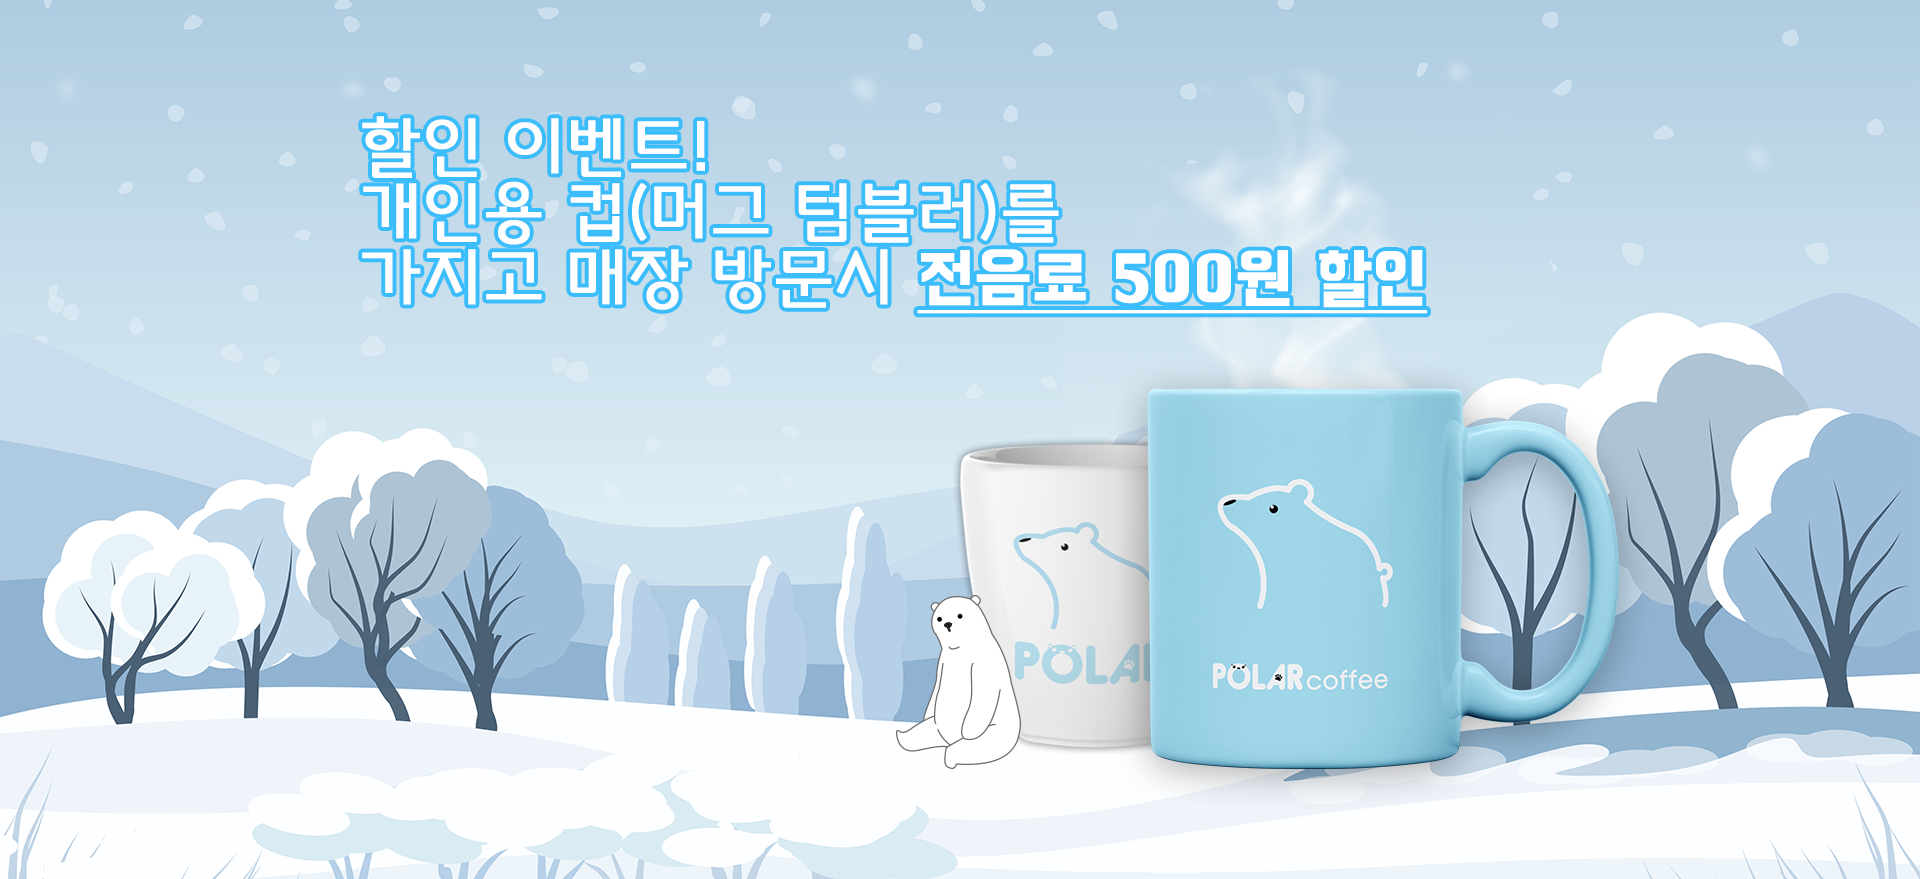 할인 이벤트!
개인용 컵(머그 텀블러)를
가지고 매장 방문시 전음료 500원 할인
POLAR
POLAR coffee